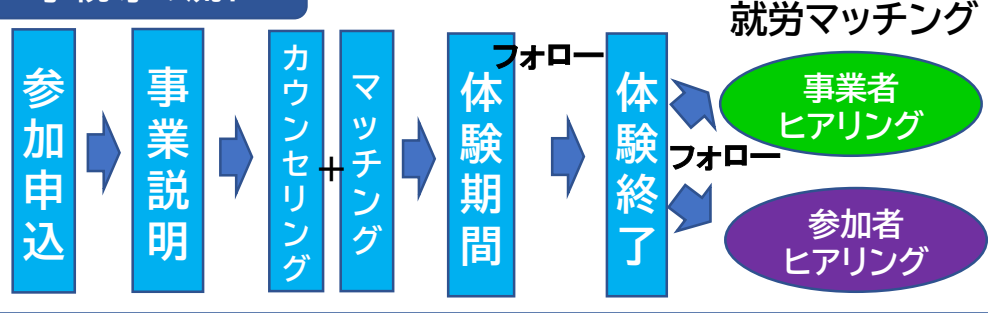 参加申込
事業説明
カウンセリング
+
マッチング
体験期間
フォロー
体験終了
フォロー
就労マッチング
事業者
ヒアリング
参加者
ヒアリング